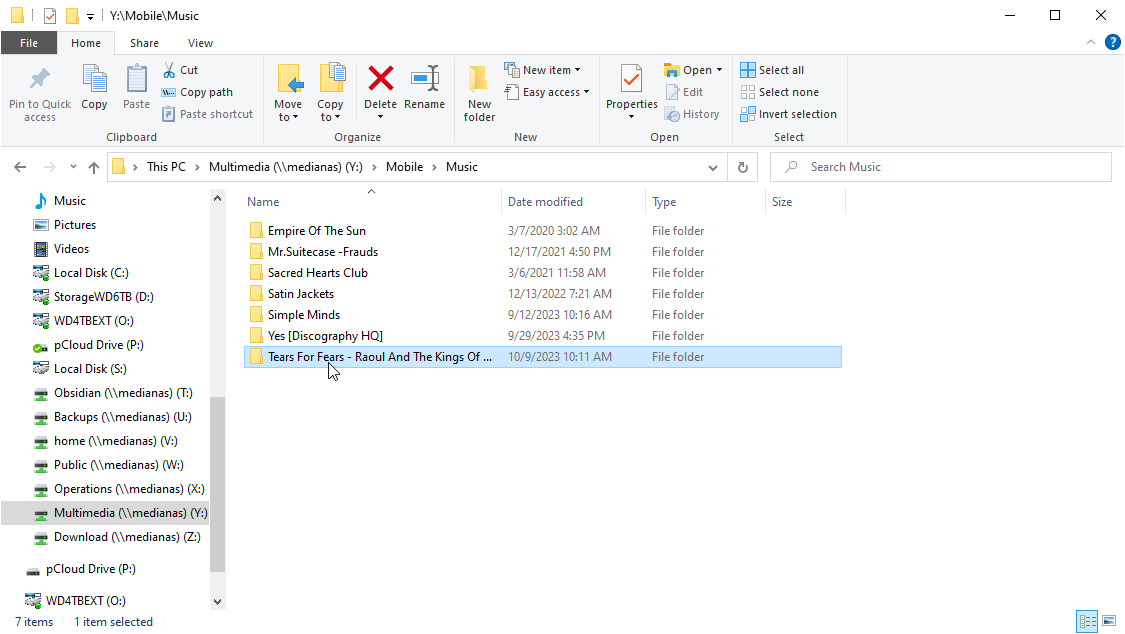 Y:\Mobile\Music
File Home Share View
Pin to Quick access
Copy
Paste
Cut
Copy path
Paste shortcut
Clipboard
Move to
Copy to
Delete
Rename
Organize
New folder
New item
Easy access
New
Properties
Open
Edit
History
Open
Select all
Select none
Invert selection
Select
This PC > Multimedia (\\medianas) (Y:) > Mobile > Music
Search Music
Music
Pictures
Videos
Local Disk (C:)
StorageWD6TB (D:)
WD4TBEXT (O:)
pCloud Drive (P:)
Local Disk (S:)
Obsidian (\\medianas) (T:)
Backups (\\medianas) (U:)
home (\\medianas) (V:)
Public (\\medianas) (W:)
Operations (\\medianas) (X:)
Multimedia (\\medianas) (Y:)
Download (\\medianas) (Z:)
pCloud Drive (P:)
WD4TBEXT (O:)
Name Date modified Type Size
Empire Of The Sun 3/7/2020 3:02 AM File folder
Mr.Suitecase -Frauds 12/17/2021 4:50 PM File folder
Sacred Hearts Club 3/6/2021 11:58 AM File folder
Satin Jackets 12/13/2022 7:21 AM File folder
Simple Minds 9/12/2023 10:16 AM File folder
Yes [Discography HQ] 9/29/2023 4:35 PM File folder
Tears For Fears - Raoul And The Kings Of ... 10/9/2023 10:11 AM File folder
7 items 1 item selected